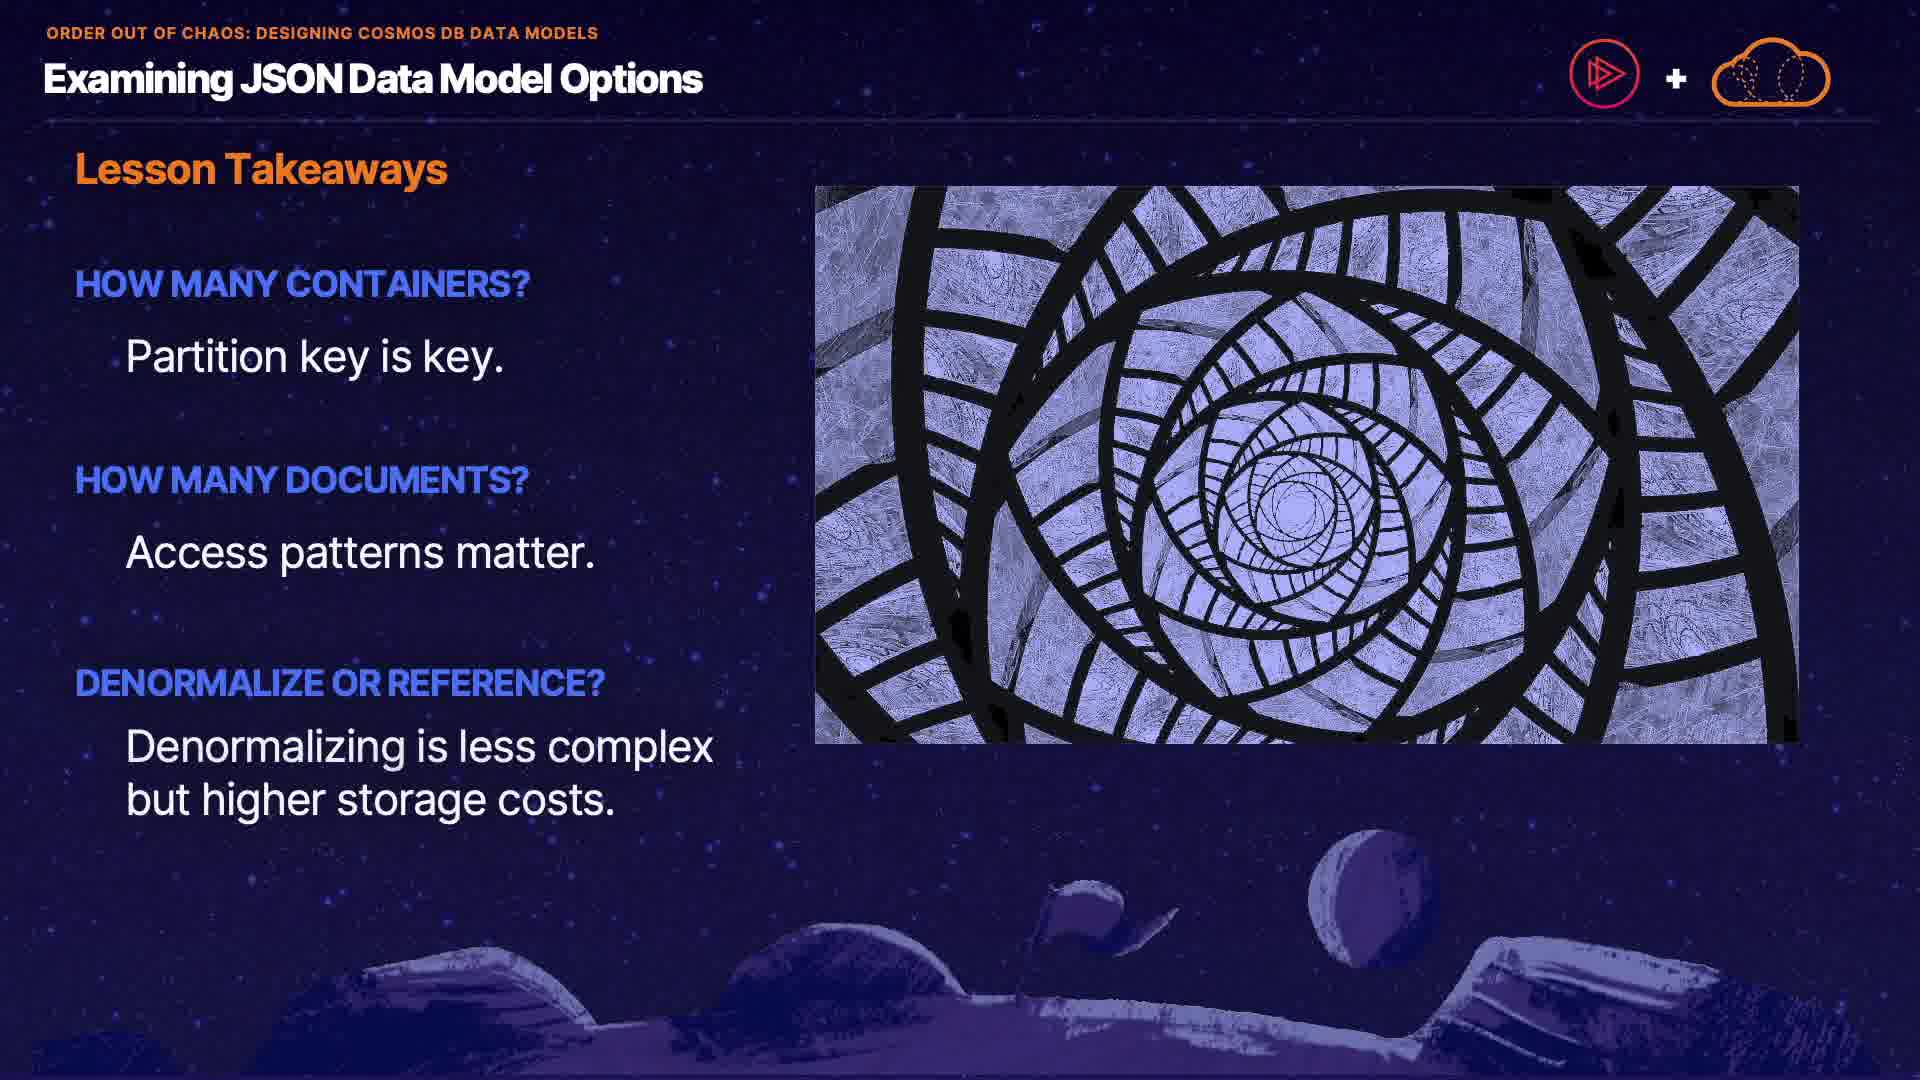 ORDER OUT OF CHAOS: DESIGNING COSMOS DB DATA MODELS
Examining JSON Data Model Options
+
Lesson Takeaways
HOW MANY CONTAINERS?
Partition key is key.
HOW MANY DOCUMENTS?
Access patterns matter.
DENORMALIZE OR REFERENCE?
Denormalizing is less complex
but higher storage costs.